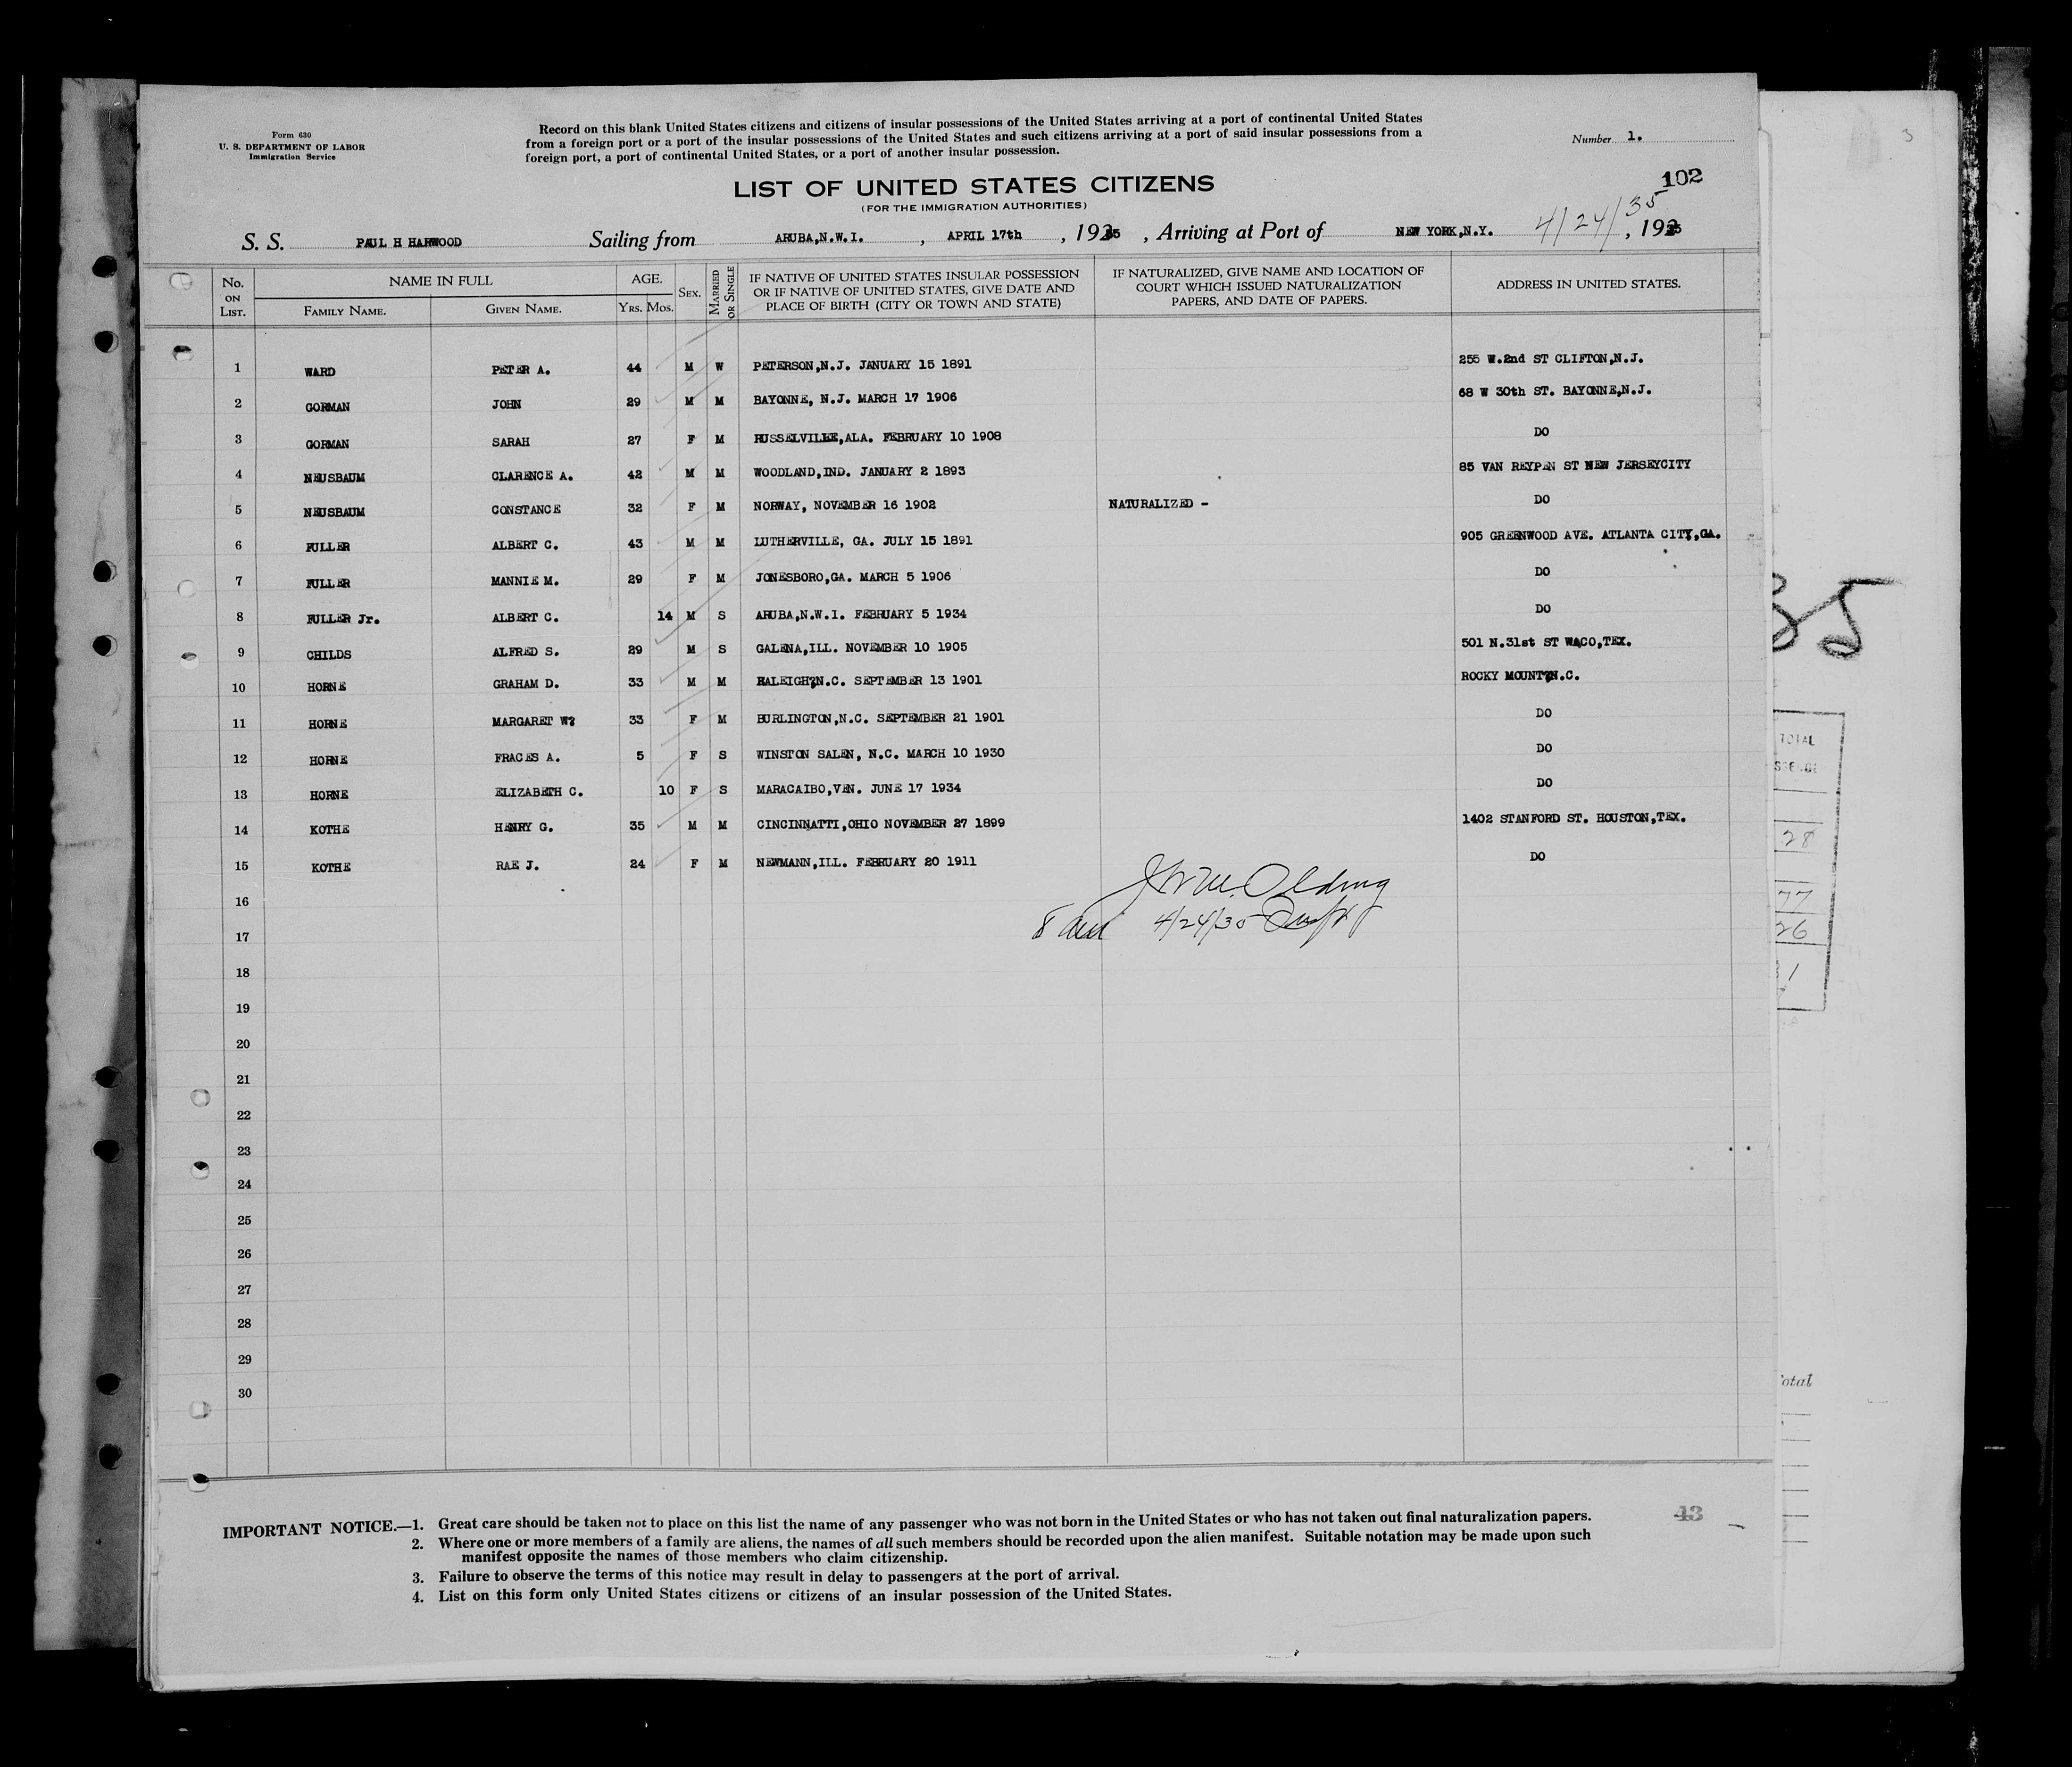 Form 630
U. S. DEPARTMENT OF LABOR
Immigration Service
Record on this blank United States citizens and citizens of insular possessions of the United States arriving at a port of continental United States
from a foreign port or a port of the insular possessions of the United States and such citizens arriving at a port of said insular possessions from a
foreign port, a port of continental United States, or a port of another insular possession.
Number 1.
102
LIST OF UNITED STATES CITIZENS
(FOR THE IMMIGRATION AUTHORITIES)
S. S. PAUL H HARWOOD Sailing from ARUBA,N.W.I. , APRIL 17th , 1935 , Arriving at Port of NEW YORK,N.Y. 4/24/35 , 1935
No. ON LIST. NAME IN FULL FAMILY NAME. GIVEN NAME. AGE. YRS. MOS. SEX. MARRIED OR SINGLE IF NATIVE OF UNITED STATES INSULAR POSSESSION OR IF NATIVE OF UNITED STATES, GIVE DATE AND PLACE OF BIRTH (CITY OR TOWN AND STATE) IF NATURALIZED, GIVE NAME AND LOCATION OF COURT WHICH ISSUED NATURALIZATION PAPERS, AND DATE OF PAPERS. ADDRESS IN UNITED STATES.
1 WARD PETER A. 44 M W PETERSON,N.J. JANUARY 15 1891 255 W.2nd ST CLIFTON,N.J.
2 GORMAN JOHN 29 M M BAYONNE, N.J. MARCH 17 1906 68 W 30th ST. BAYONNE,N.J.
3 GORMAN SARAH 27 F M RUSSELVILLE,ALA. FEBRUARY 10 1908 DO
4 NEUSBAUM CLARENCE A. 42 M M WOODLAND,IND. JANUARY 2 1893 85 VAN REYPEN ST NEW JERSEYCITY
5 NEUSBAUM CONSTANCE 32 F M NORWAY, NOVEMBER 16 1902 NATURALIZED - DO
6 FULLER ALBERT C. 43 M M LUTHERVILLE, GA. JULY 15 1891 905 GREENWOOD AVE. ATLANTA CITY,GA.
7 FULLER MANNIE M. 29 F M JONESBORO,GA. MARCH 5 1906 DO
8 FULLER Jr. ALBERT C. 14 M S ARUBA,N.W.I. FEBRUARY 5 1934 DO
9 CHILDS ALFRED S. 29 M S GALENA,ILL. NOVEMBER 10 1905 501 N.31st ST WACO,TEX.
10 HORNE GRAHAM D. 33 M M RALEIGH,N.C. SEPTEMBER 13 1901 ROCKY MOUNT,N.C.
11 HORNE MARGARET W? 33 F M BURLINGTON,N.C. SEPTEMBER 21 1901 DO
12 HORNE FRACES A. 5 F S WINSTON SALEN, N.C. MARCH 10 1930 DO
13 HORNE ELIZABETH C. 10 F S MARACAIBO,VEN. JUNE 17 1934 DO
14 KOTHE HENRY G. 35 M M CINCINNATTI,OHIO NOVEMBER 27 1899 1402 STANFORD ST. HOUSTON,TEX.
15 KOTHE RAE J. 24 F M NEWMANN,ILL. FEBRUARY 20 1911 DO
16
17 4/24/35
18
19
20
21
22
23
24
25
26
27
28
29
30
IMPORTANT NOTICE.—1. Great care should be taken not to place on this list the name of any passenger who was not born in the United States or who has not taken out final naturalization papers.
2. Where one or more members of a family are aliens, the names of all such members should be recorded upon the alien manifest. Suitable notation may be made upon such
manifest opposite the names of those members who claim citizenship.
3. Failure to observe the terms of this notice may result in delay to passengers at the port of arrival.
4. List on this form only United States citizens or citizens of an insular possession of the United States.
43
35
TOTAL
28
77
26